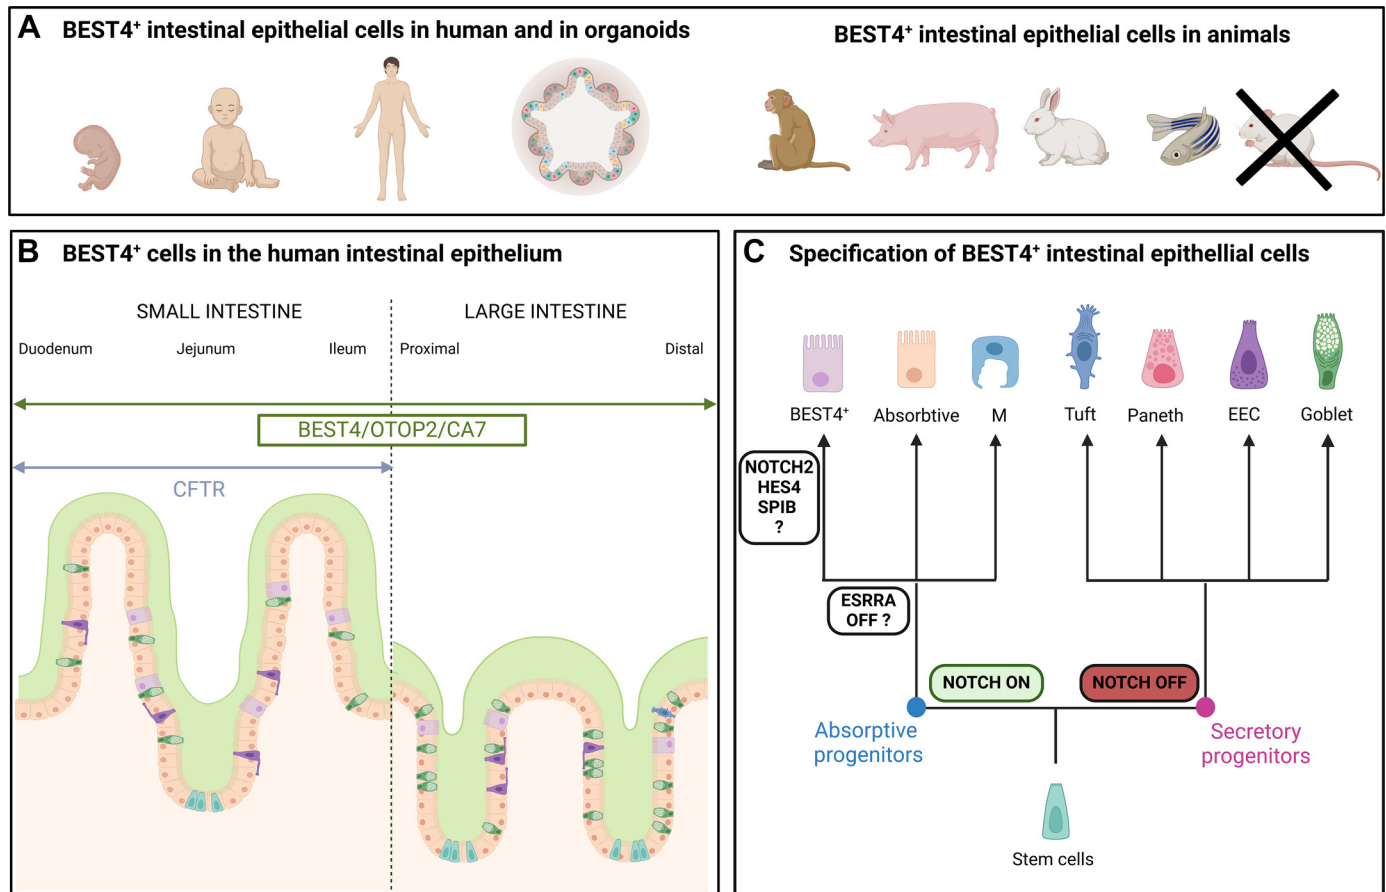 A BEST4⁺ intestinal epithelial cells in human and in organoids
BEST4⁺ intestinal epithelial cells in animals
B BEST4⁺ cells in the human intestinal epithelium
SMALL INTESTINE
LARGE INTESTINE
Duodenum
Jejunum
Ileum
Proximal
Distal
BEST4/OTOP2/CA7
CFTR
C Specification of BEST4⁺ intestinal epithellial cells
BEST4⁺
Absorbtive
M
Tuft
Paneth
EEC
Goblet
NOTCH2
HES4
SPIB
?
ESRRA
OFF ?
NOTCH ON
NOTCH OFF
Absorptive
progenitors
Secretory
progenitors
Stem cells